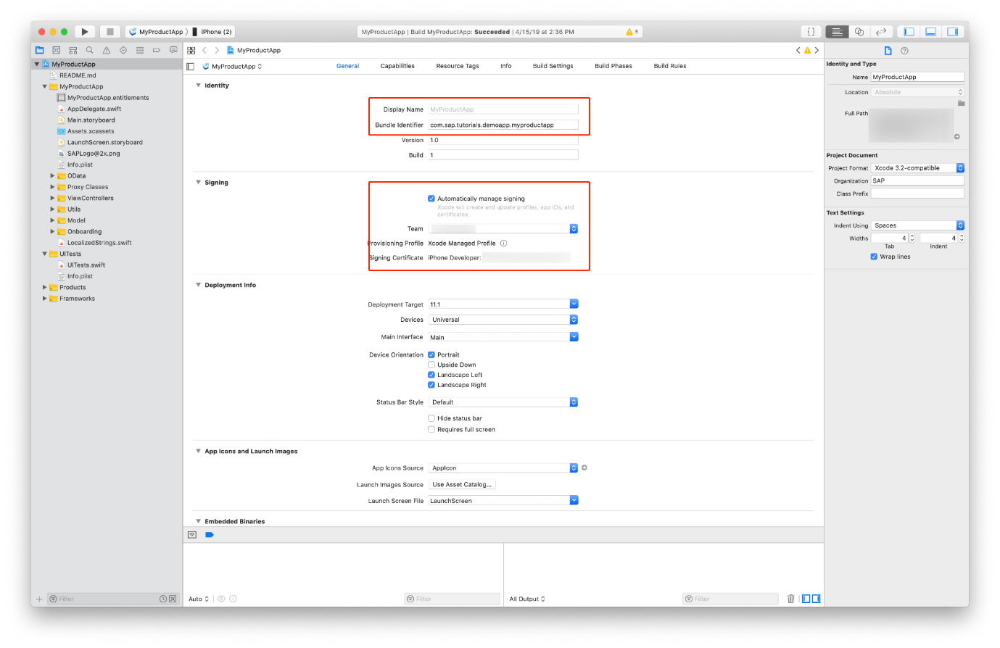 MyProductApp 〉 iPhone (2)
MyProductApp | Build MyProductApp: Succeeded | 4/15/19 at 2:36 PM
5
{ }
MyProductApp
README.md
MyProductApp
MyProductApp.entitlements
AppDelegate.swift
Main.storyboard
Assets.xcassets
LaunchScreen.storyboard
SAPLogo@2x.png
Info.plist
OData
Proxy Classes
ViewControllers
Utils
Model
Onboarding
LocalizedStrings.swift
UITests
UITests.swift
Info.plist
Products
Frameworks
Filter
MyProductApp
MyProductApp
General Capabilities Resource Tags Info Build Settings Build Phases Build Rules
Identity
Display Name MyProductApp
Bundle Identifier com.sap.tutorials.demoapp.myproductapp
Version 1.0
Build 1
Signing
Automatically manage signing
Xcode will create and update profiles, app IDs, and
certificates.
Team
Provisioning Profile Xcode Managed Profile
Signing Certificate iPhone Developer:
Deployment Info
Deployment Target 11.1
Devices Universal
Main Interface Main
Device Orientation Portrait
Upside Down
Landscape Left
Landscape Right
Status Bar Style Default
Hide status bar
Requires full screen
App Icons and Launch Images
App Icons Source AppIcon
Launch Images Source Use Asset Catalog...
Launch Screen File LaunchScreen
Embedded Binaries
Auto
Filter
All Output
Filter
Identity and Type
Name MyProductApp
Location Absolute
Full Path
Project Document
Project Format Xcode 3.2-compatible
Organization SAP
Class Prefix
Text Settings
Indent Using Spaces
Widths 4 4
Tab Indent
Wrap lines